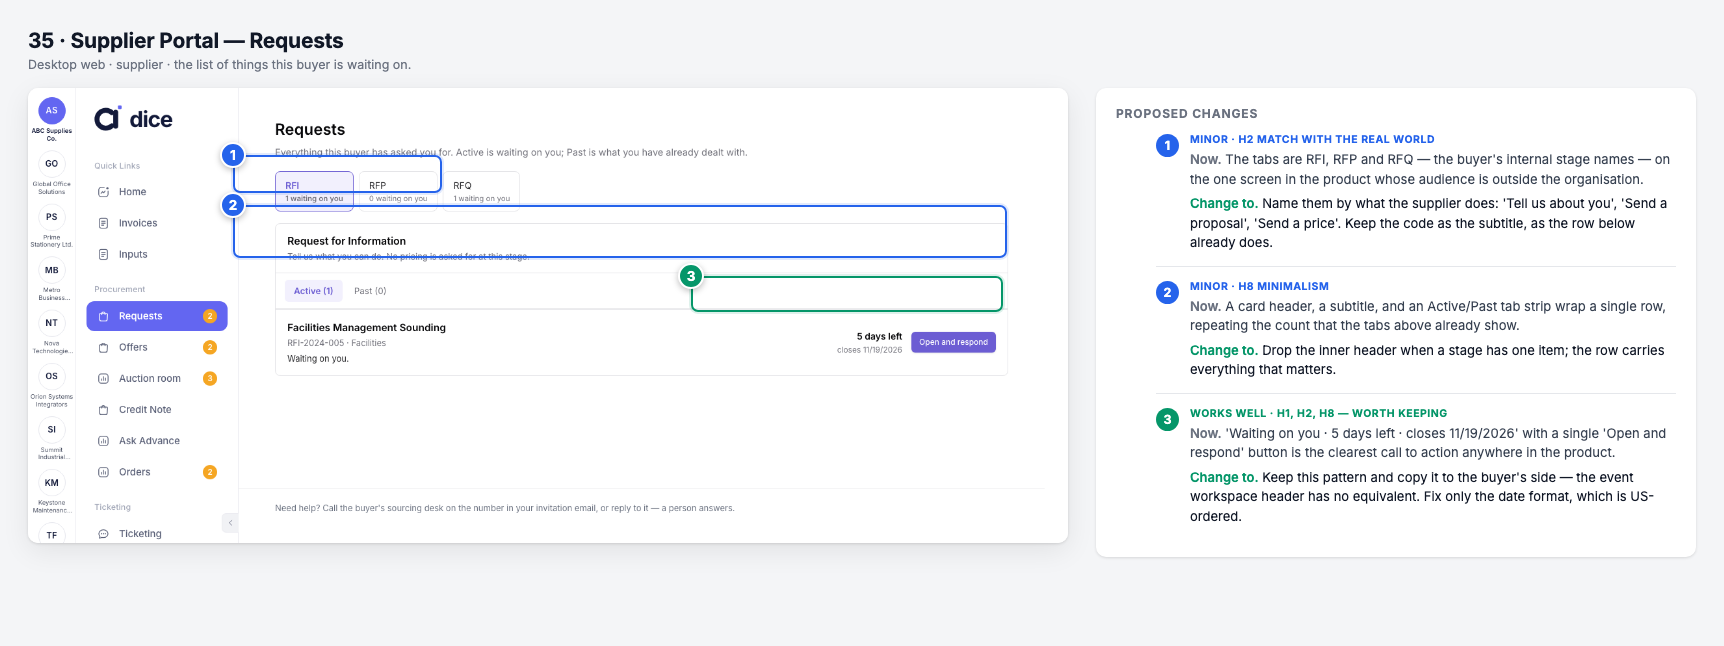 35 · Supplier Portal — Requests
Desktop web · supplier · the list of things this buyer is waiting on.
AS
ABC Supplies
Co.
GO
Global Office
Solutions
PS
Prime
Stationery Ltd.
MB
Metro
Business...
NT
Nova
Technologie...
OS
Orion Systems
Integrators
SI
Summit
Industrial...
KM
Keystone
Maintenanc...
TF
dice
Quick Links
Home
Invoices
Inputs
Procurement
Requests 2
Offers 2
Auction room 3
Credit Note
Ask Advance
Orders 2
Ticketing
Ticketing
Requests
Everything this buyer has asked you for. Active is waiting on you; Past is what you have already dealt with.
1
RFI
1 waiting on you
RFP
0 waiting on you
RFQ
1 waiting on you
2
Request for Information
Tell us what you can do. No pricing is asked for at this stage.
3
Active (1)
Past (0)
Facilities Management Sounding
RFI-2024-005 · Facilities
Waiting on you.
5 days left
closes 11/19/2026
Open and respond
Need help? Call the buyer's sourcing desk on the number in your invitation email, or reply to it — a person answers.
PROPOSED CHANGES
1
MINOR · H2 MATCH WITH THE REAL WORLD
Now. The tabs are RFI, RFP and RFQ — the buyer's internal stage names — on
the one screen in the product whose audience is outside the organisation.
Change to. Name them by what the supplier does: 'Tell us about you', 'Send a
proposal', 'Send a price'. Keep the code as the subtitle, as the row below
already does.
2
MINOR · H8 MINIMALISM
Now. A card header, a subtitle, and an Active/Past tab strip wrap a single row,
repeating the count that the tabs above already show.
Change to. Drop the inner header when a stage has one item; the row carries
everything that matters.
3
WORKS WELL · H1, H2, H8 — WORTH KEEPING
Now. 'Waiting on you · 5 days left · closes 11/19/2026' with a single 'Open and
respond' button is the clearest call to action anywhere in the product.
Change to. Keep this pattern and copy it to the buyer's side — the event
workspace header has no equivalent. Fix only the date format, which is US-
ordered.